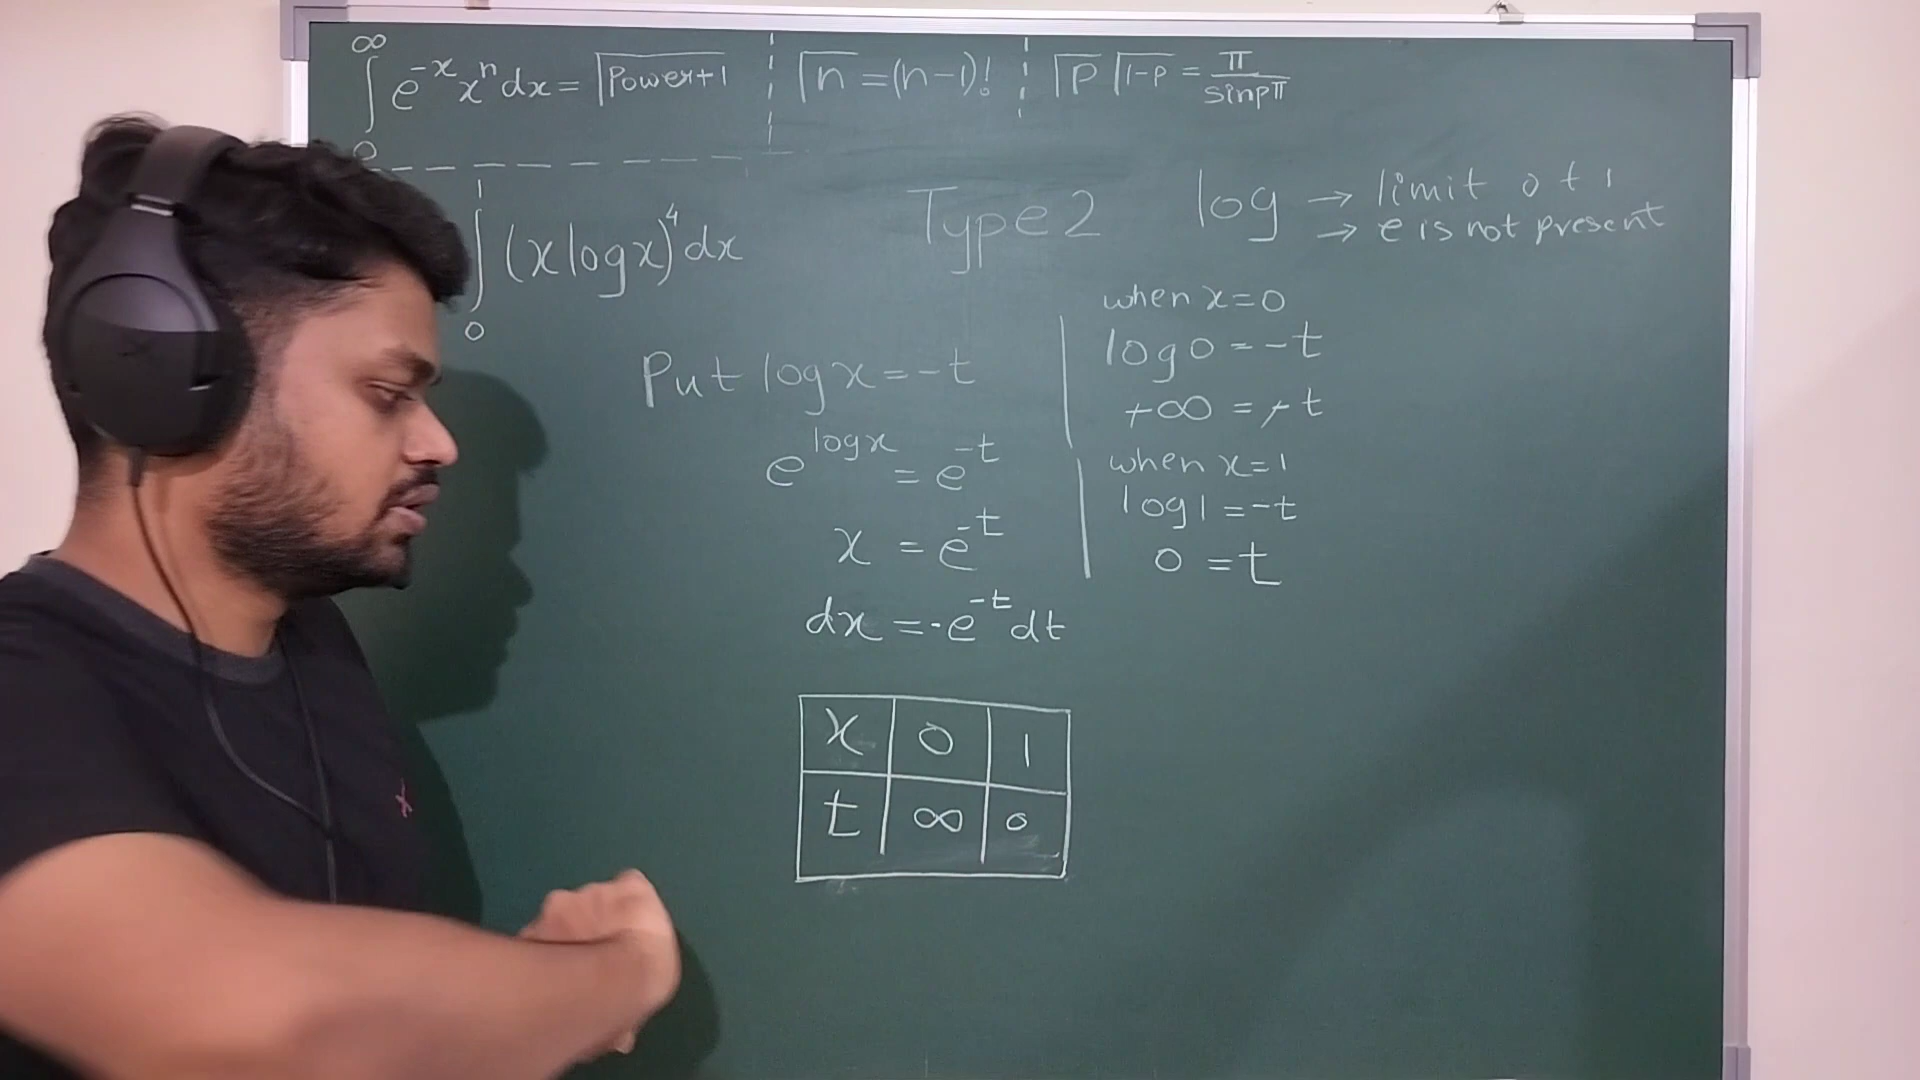 ∫₀^∞ e^{-x} x^n dx = Γ(Power+1) ¦ Γn = (n-1)! ¦ Γp Γ(1-p) = π/sinpπ
∫₀¹ (x log x)⁴ dx
Type 2
log → limit 0 t 1
→ e is not present
Put log x = -t
e^{log x} = e^{-t}
x = e^{-t}
dx = -e^{-t} dt
when x=0
log 0 = -t
+∞ = +t
when x=1
log 1 = -t
0 = t
x 0 1
t ∞ 0